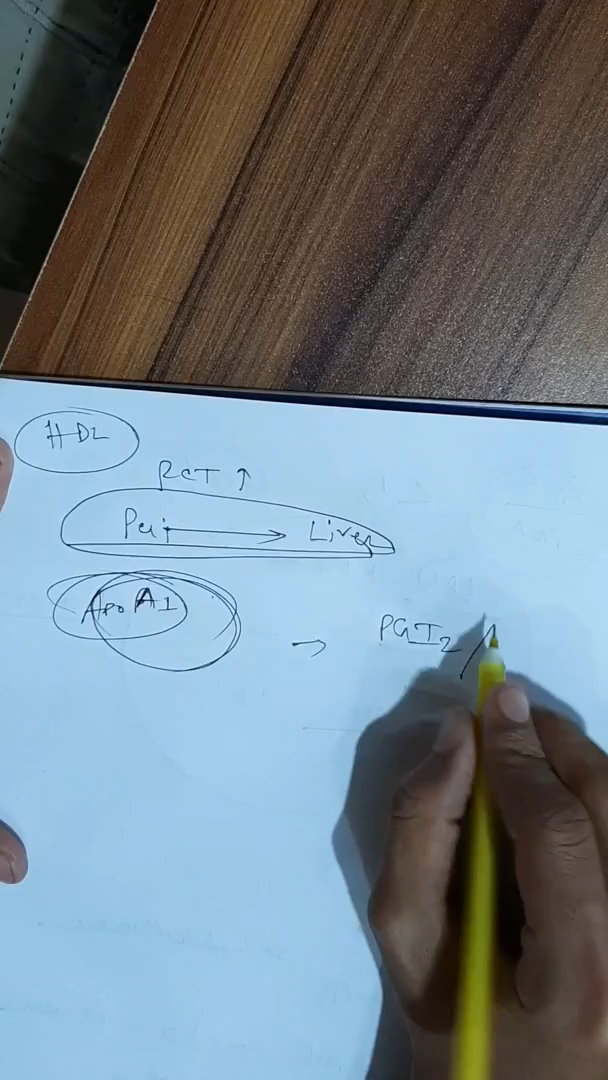 HDL
RCT ↑
Peri → Liver
Apo A1 → PGI2 /